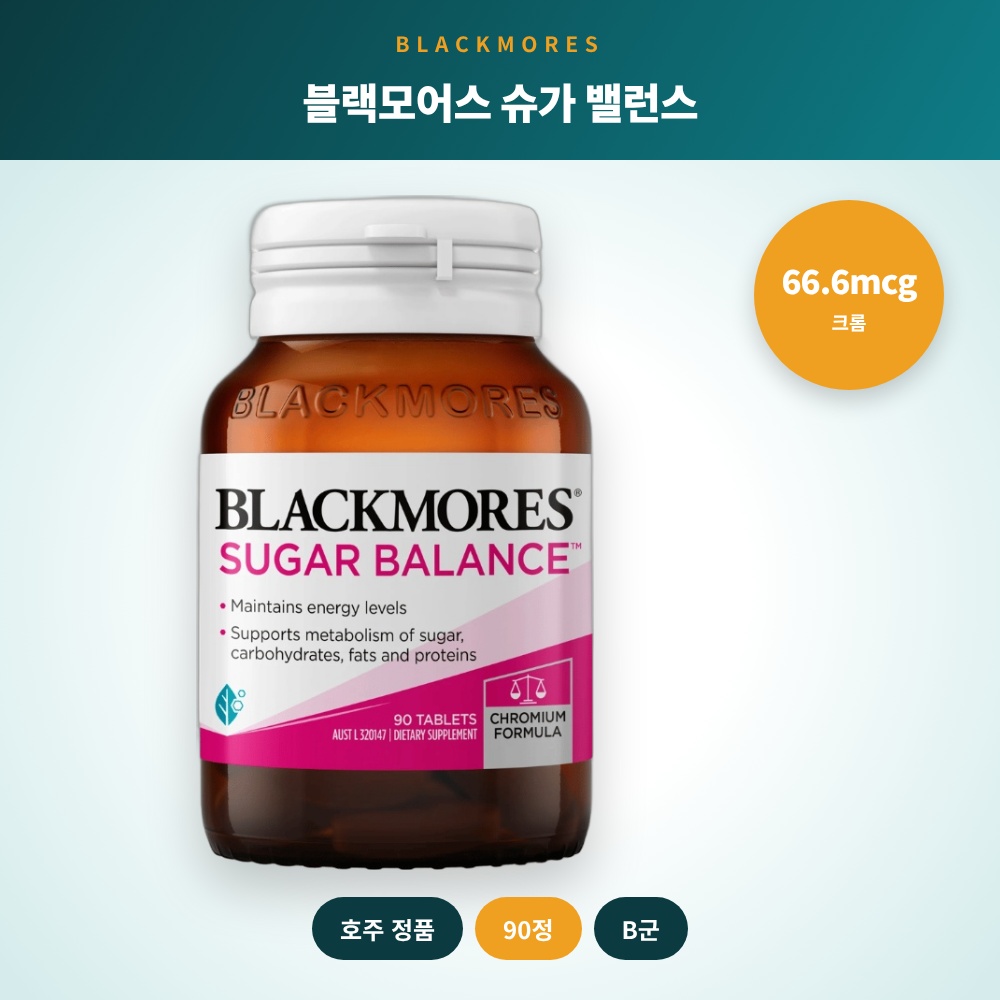 BLACKMORES
블랙모어스 슈가 밸런스
66.6mcg
크롬
BLACKMORES
BLACKMORES®
SUGAR BALANCE™
• Maintains energy levels
• Supports metabolism of sugar,
carbohydrates, fats and proteins
90 TABLETS
AUST L 320147 | DIETARY SUPPLEMENT
CHROMIUM
FORMULA
호주 정품
90정
B군